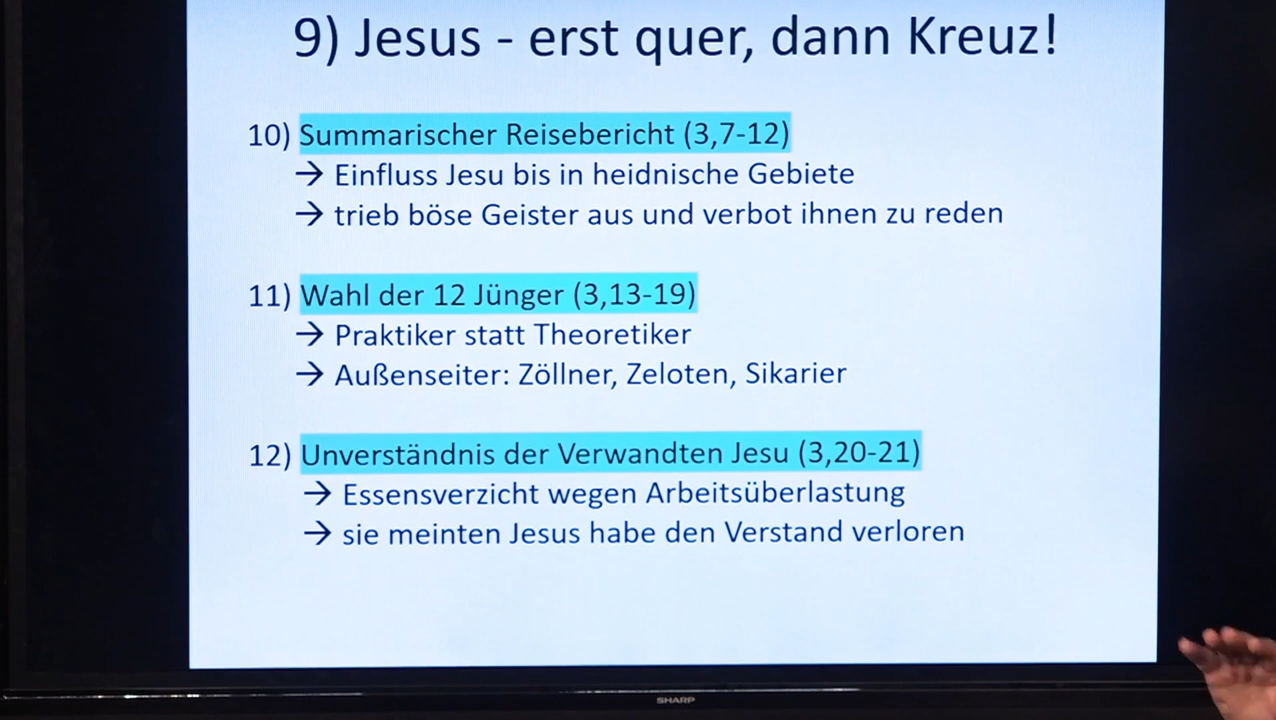 9) Jesus - erst quer, dann Kreuz!
10) Summarischer Reisebericht (3,7-12)
→ Einfluss Jesu bis in heidnische Gebiete
→ trieb böse Geister aus und verbot ihnen zu reden
11) Wahl der 12 Jünger (3,13-19)
→ Praktiker statt Theoretiker
→ Außenseiter: Zöllner, Zeloten, Sikarier
12) Unverständnis der Verwandten Jesu (3,20-21)
→ Essensverzicht wegen Arbeitsüberlastung
→ sie meinten Jesus habe den Verstand verloren
SHARP